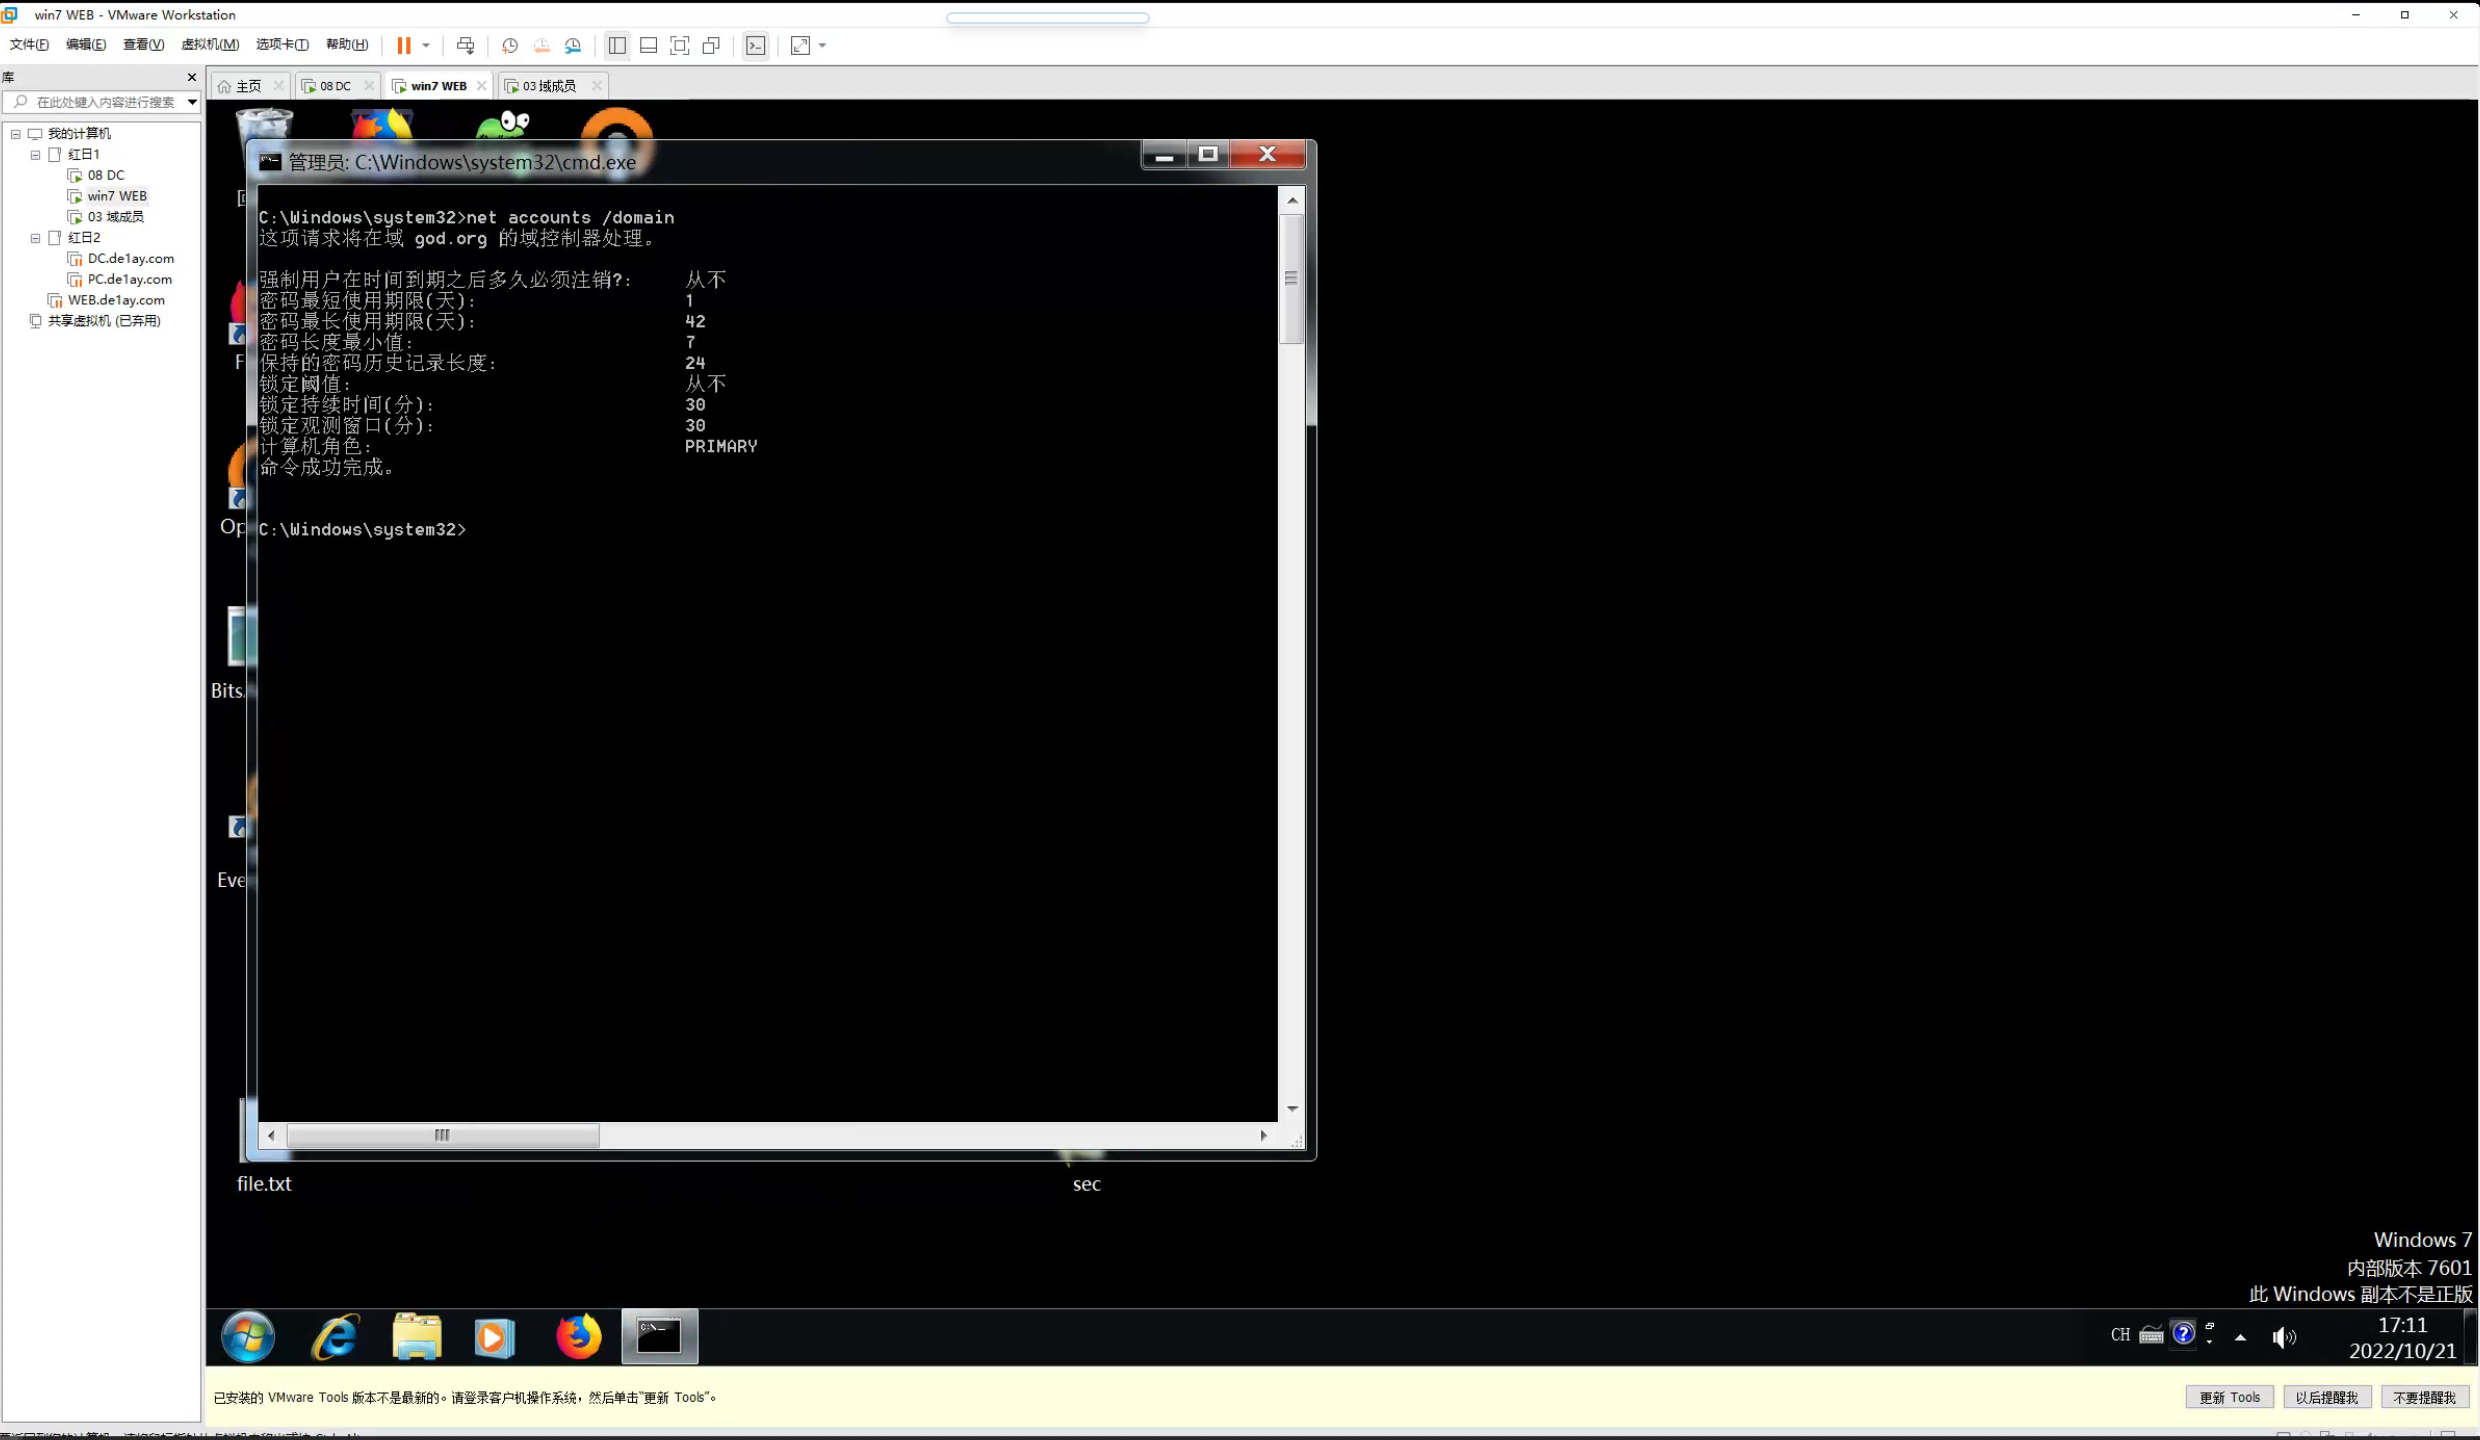 win7 WEB - VMware Workstation
文件(F) 编辑(E) 查看(V) 虚拟机(M) 选项卡(T) 帮助(H)
库
在此处键入内容进行搜索
主页 08 DC win7 WEB 03 域成员
我的计算机
红日1
08 DC
win7 WEB
03 域成员
红日2
DC.de1ay.com
PC.de1ay.com
WEB.de1ay.com
共享虚拟机 (已弃用)
管理员: C:\Windows\system32\cmd.exe
C:\Windows\system32>net accounts /domain
这项请求将在域 god.org 的域控制器处理。
强制用户在时间到期之后多久必须注销?: 从不
密码最短使用期限(天): 1
密码最长使用期限(天): 42
密码长度最小值: 7
保持的密码历史记录长度: 24
锁定阈值: 从不
锁定持续时间(分): 30
锁定观测窗口(分): 30
计算机角色: PRIMARY
命令成功完成。
C:\Windows\system32>
F
Op
Bits
Eve
file.txt
sec
Windows 7
内部版本 7601
此 Windows 副本不是正版
CH
17:11
2022/10/21
已安装的 VMware Tools 版本不是最新的。请登录客户机操作系统，然后单击“更新 Tools”。
更新 Tools 以后提醒我 不要提醒我